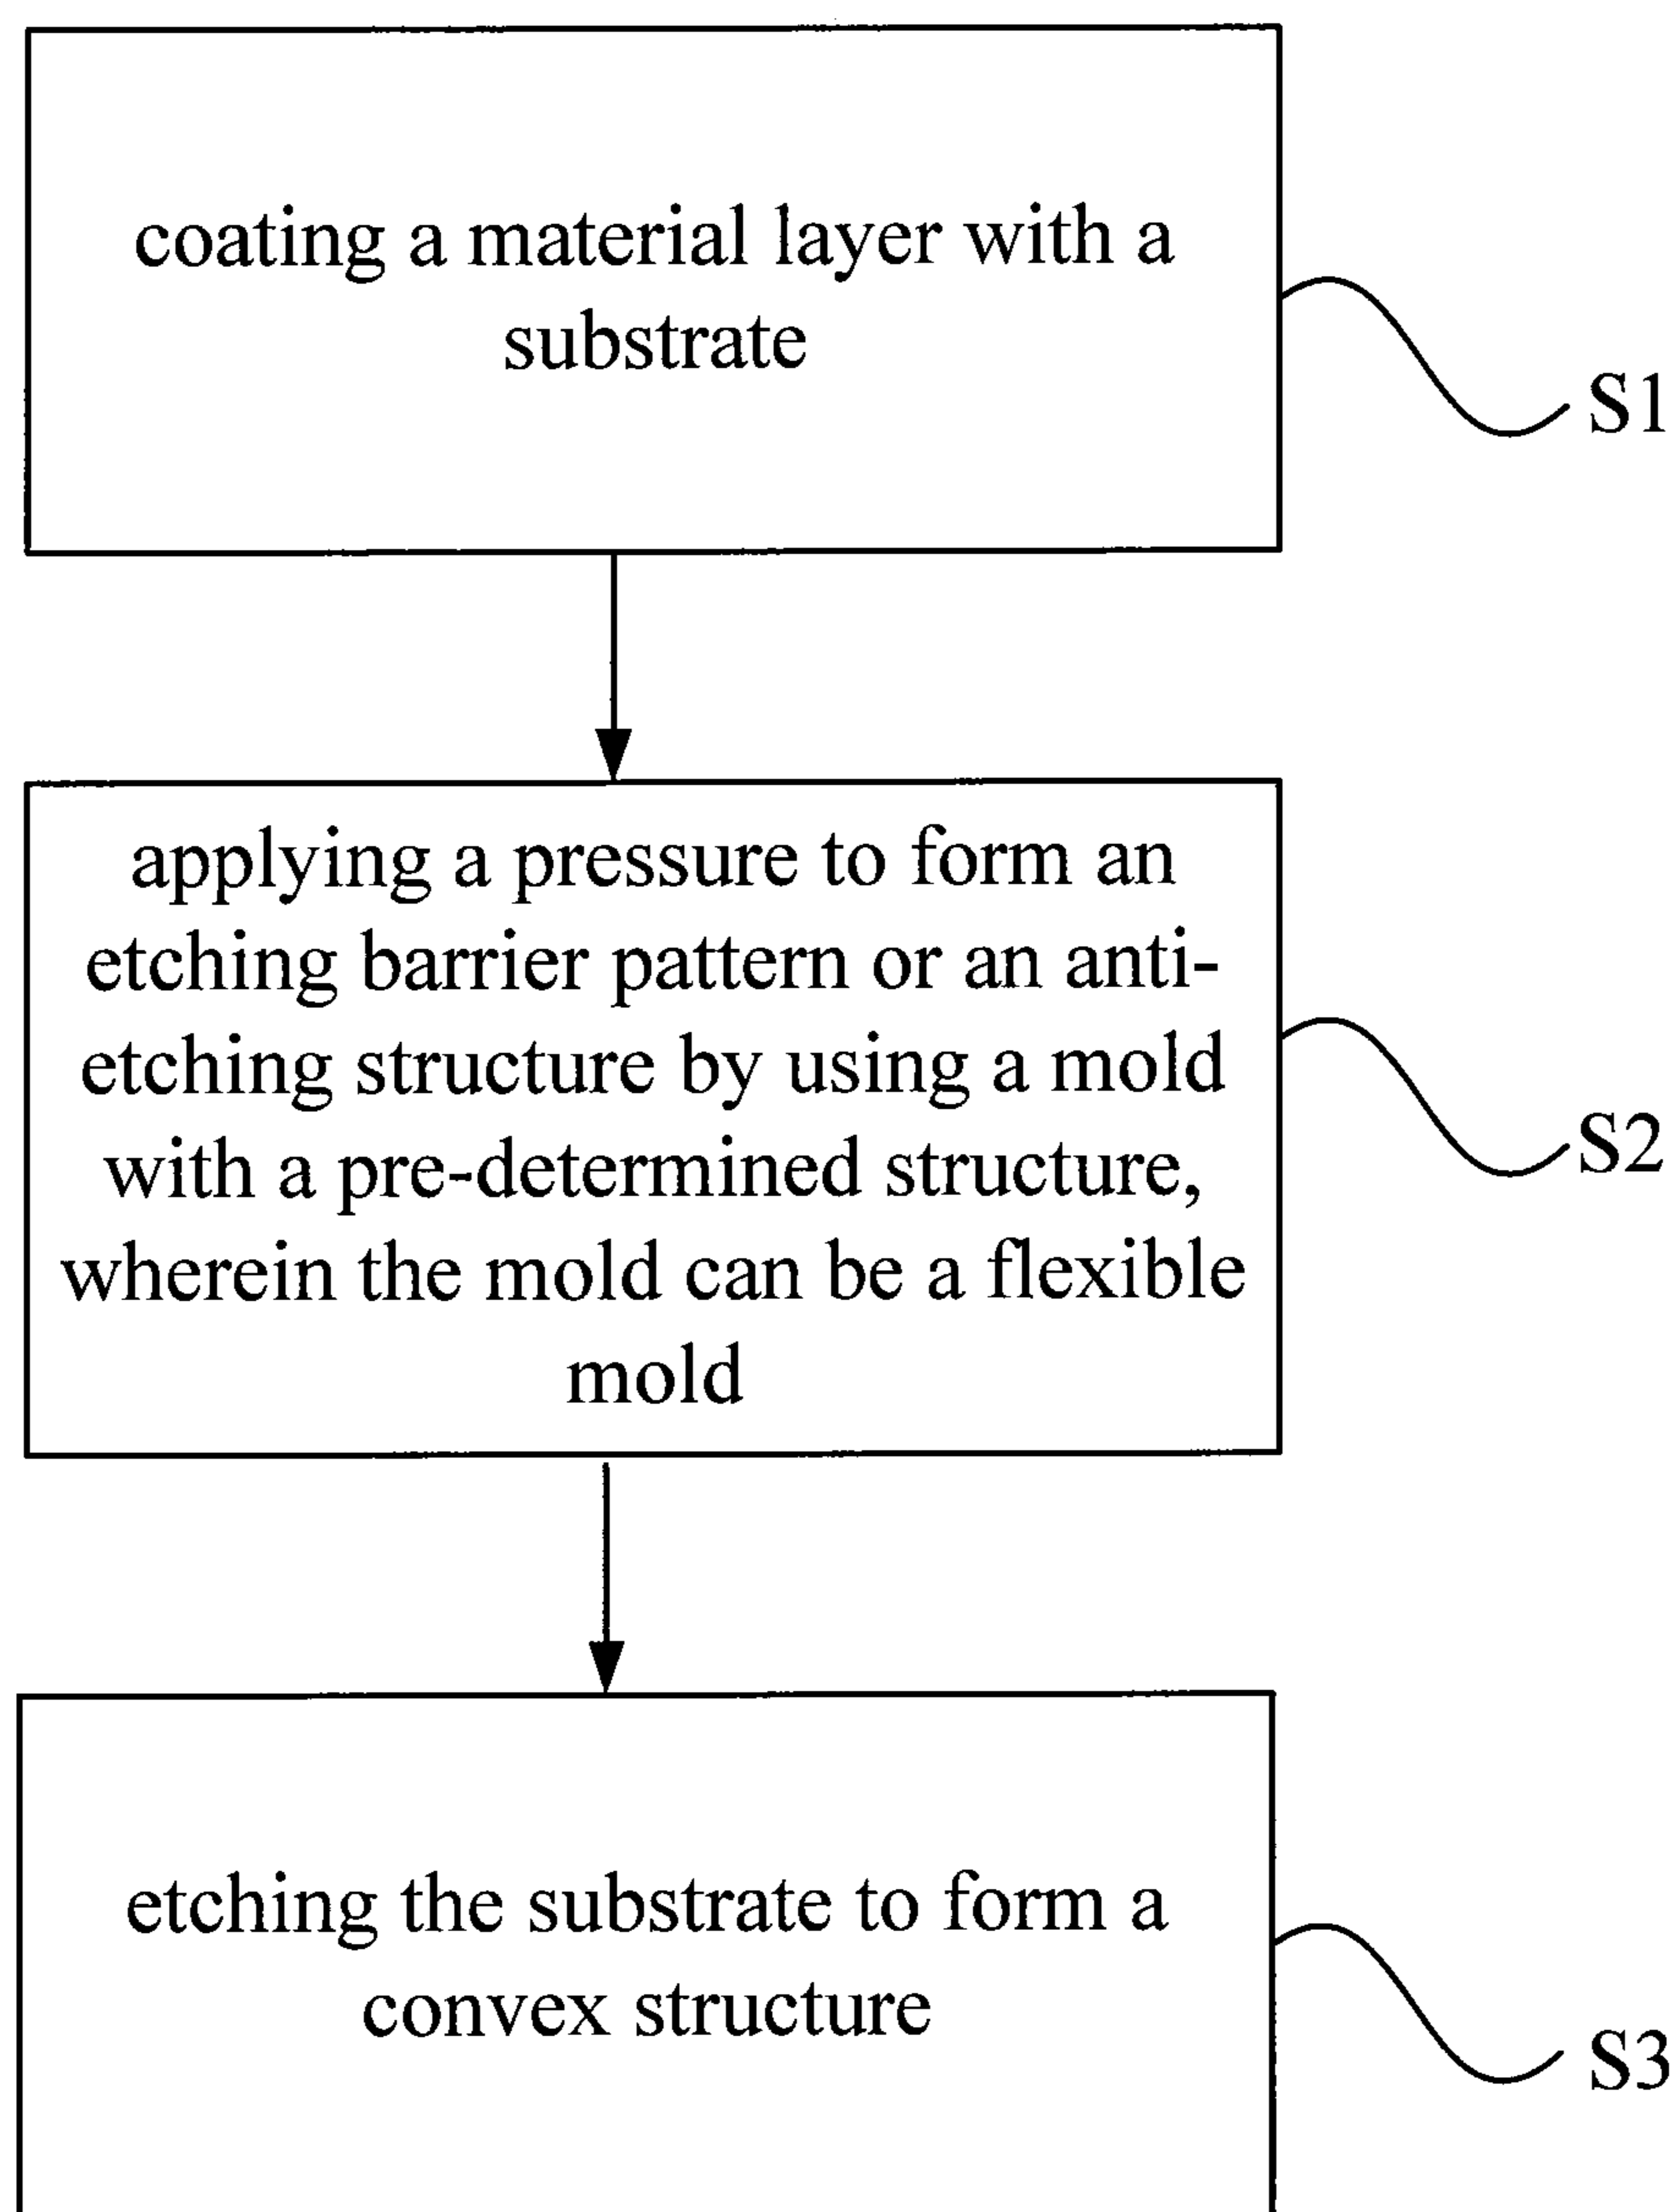 coating a material layer with a
substrate
S1
applying a pressure to form an
etching barrier pattern or an anti-
etching structure by using a mold
with a pre-determined structure,
wherein the mold can be a flexible
mold
S2
etching the substrate to form a
convex structure
S3